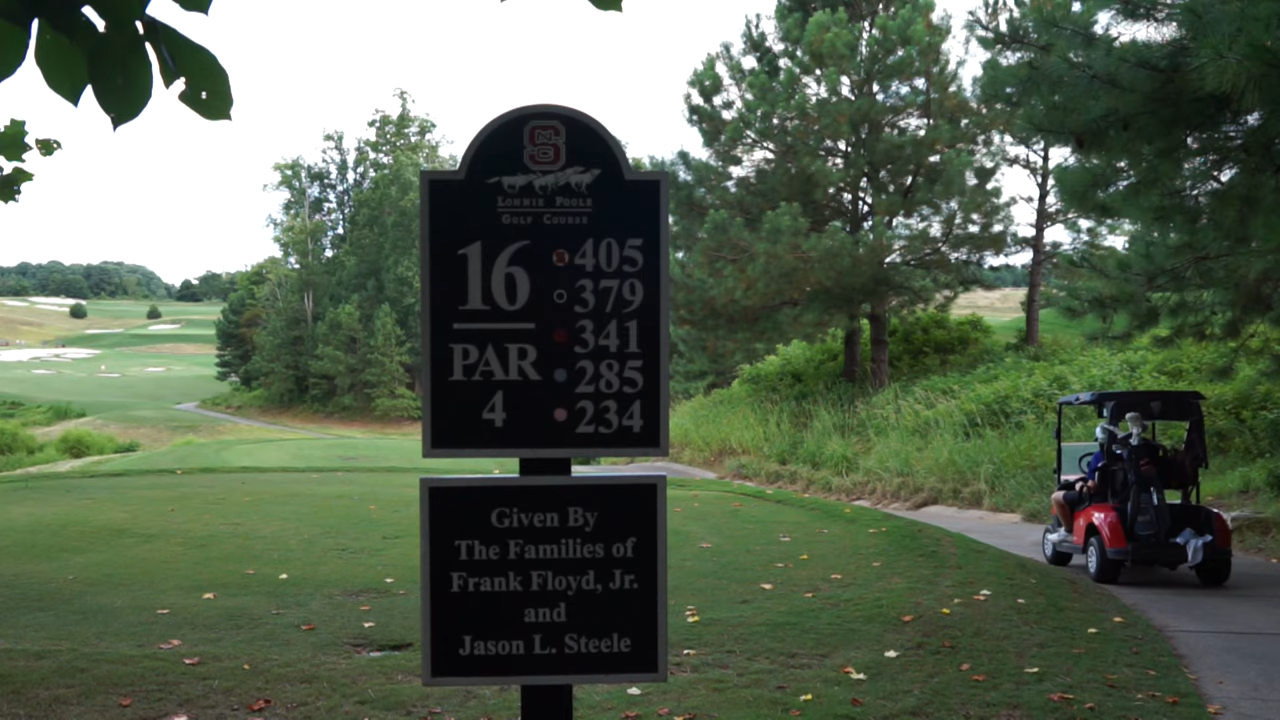 NC
S
LONNIE POOLE
GOLF COURSE
16
PAR
4
405
379
341
285
234
Given By
The Families of
Frank Floyd, Jr.
and
Jason L. Steele